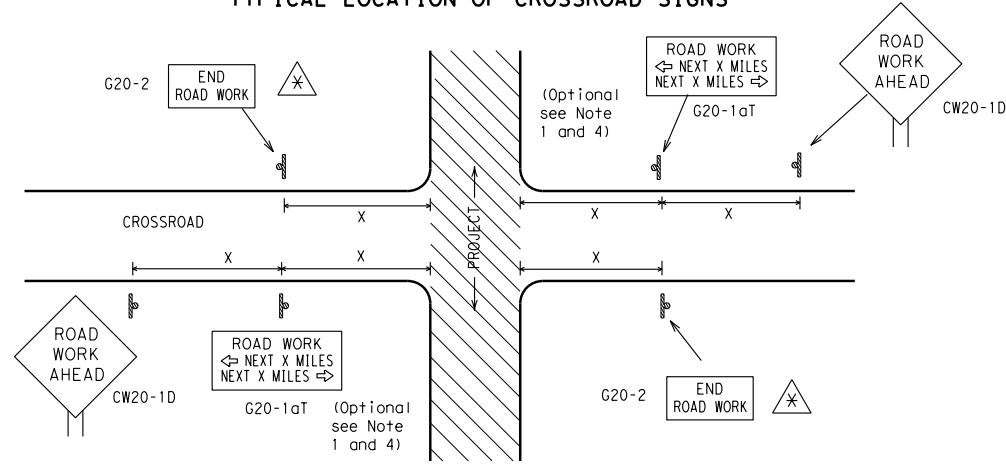 TYPICAL LOCATION OF CROSSROAD SIGNS
ROAD
WORK
AHEAD
CW20-1D
ROAD WORK
⇦ NEXT X MILES
NEXT X MILES ⇨
G20-1aT
(Optional
see Note
1 and 4)
G20-2
END
ROAD WORK
X
X
X
CROSSROAD
PROJECT
X
X
X
ROAD
WORK
AHEAD
CW20-1D
ROAD WORK
⇦ NEXT X MILES
NEXT X MILES ⇨
G20-1aT
(Optional
see Note
1 and 4)
G20-2
END
ROAD WORK